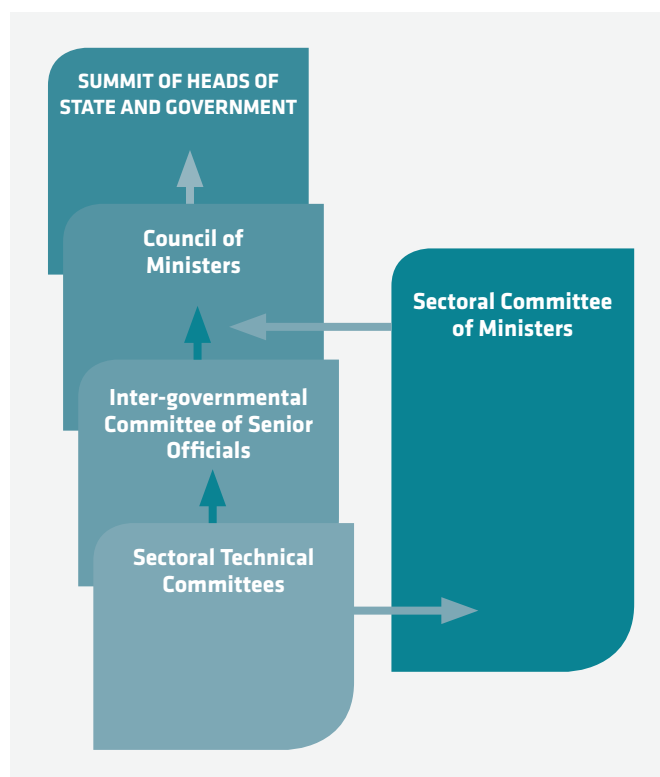 SUMMIT OF HEADS OF
STATE AND GOVERNMENT
Council of
Ministers
Sectoral Committee
of Ministers
Inter-governmental
Committee of Senior
Officials
Sectoral Technical
Committees